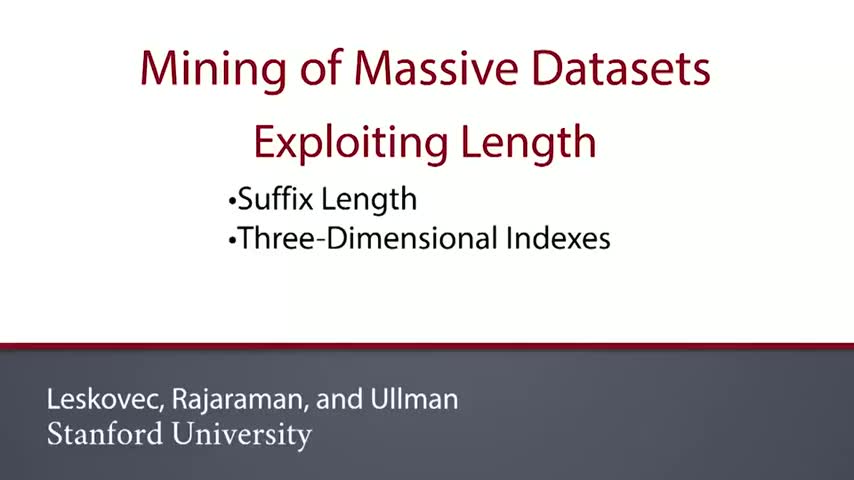 Mining of Massive Datasets
Exploiting Length
•Suffix Length
•Three-Dimensional Indexes
Leskovec, Rajaraman, and Ullman
Stanford University